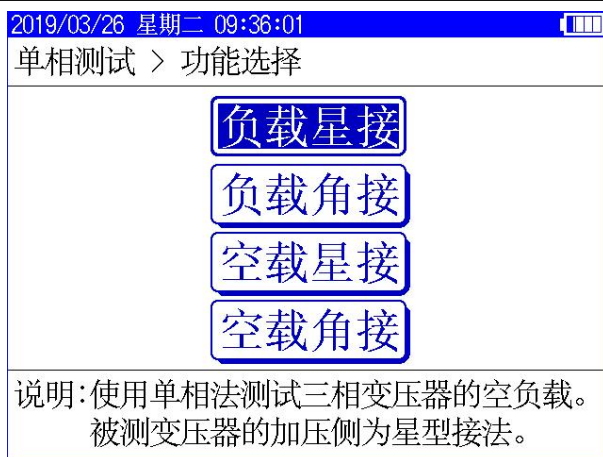 2019/03/26 星期二 09:36:01
单相测试 > 功能选择
负载星接
负载角接
空载星接
空载角接
说明:使用单相法测试三相变压器的空负载。
被测变压器的加压侧为星型接法。